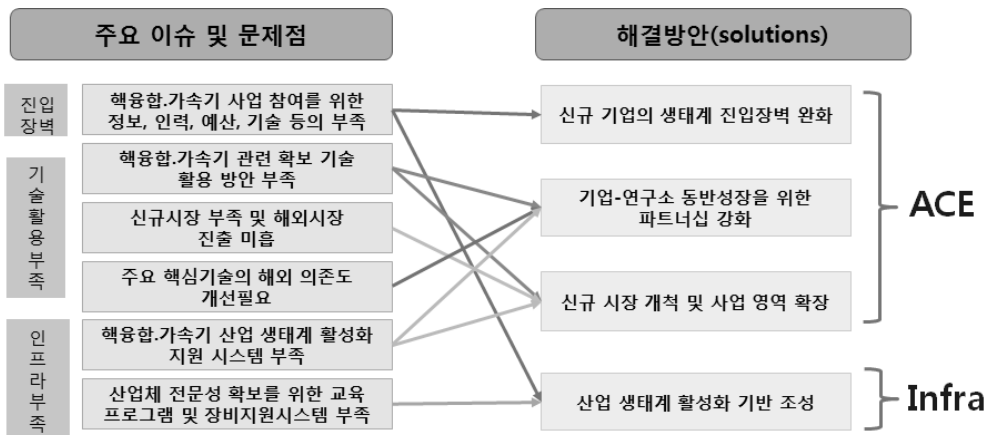 주요 이슈 및 문제점
해결방안(solutions)
진입
장벽
핵융합.가속기 사업 참여를 위한
정보, 인력, 예산, 기술 등의 부족
기
술
활
용
부
족
핵융합.가속기 관련 확보 기술
활용 방안 부족
신규시장 부족 및 해외시장
진출 미흡
주요 핵심기술의 해외 의존도
개선필요
인
프
라
부
족
핵융합.가속기 산업 생태계 활성화
지원 시스템 부족
산업체 전문성 확보를 위한 교육
프로그램 및 장비지원시스템 부족
신규 기업의 생태계 진입장벽 완화
기업-연구소 동반성장을 위한
파트너십 강화
신규 시장 개척 및 사업 영역 확장
산업 생태계 활성화 기반 조성
ACE
Infra